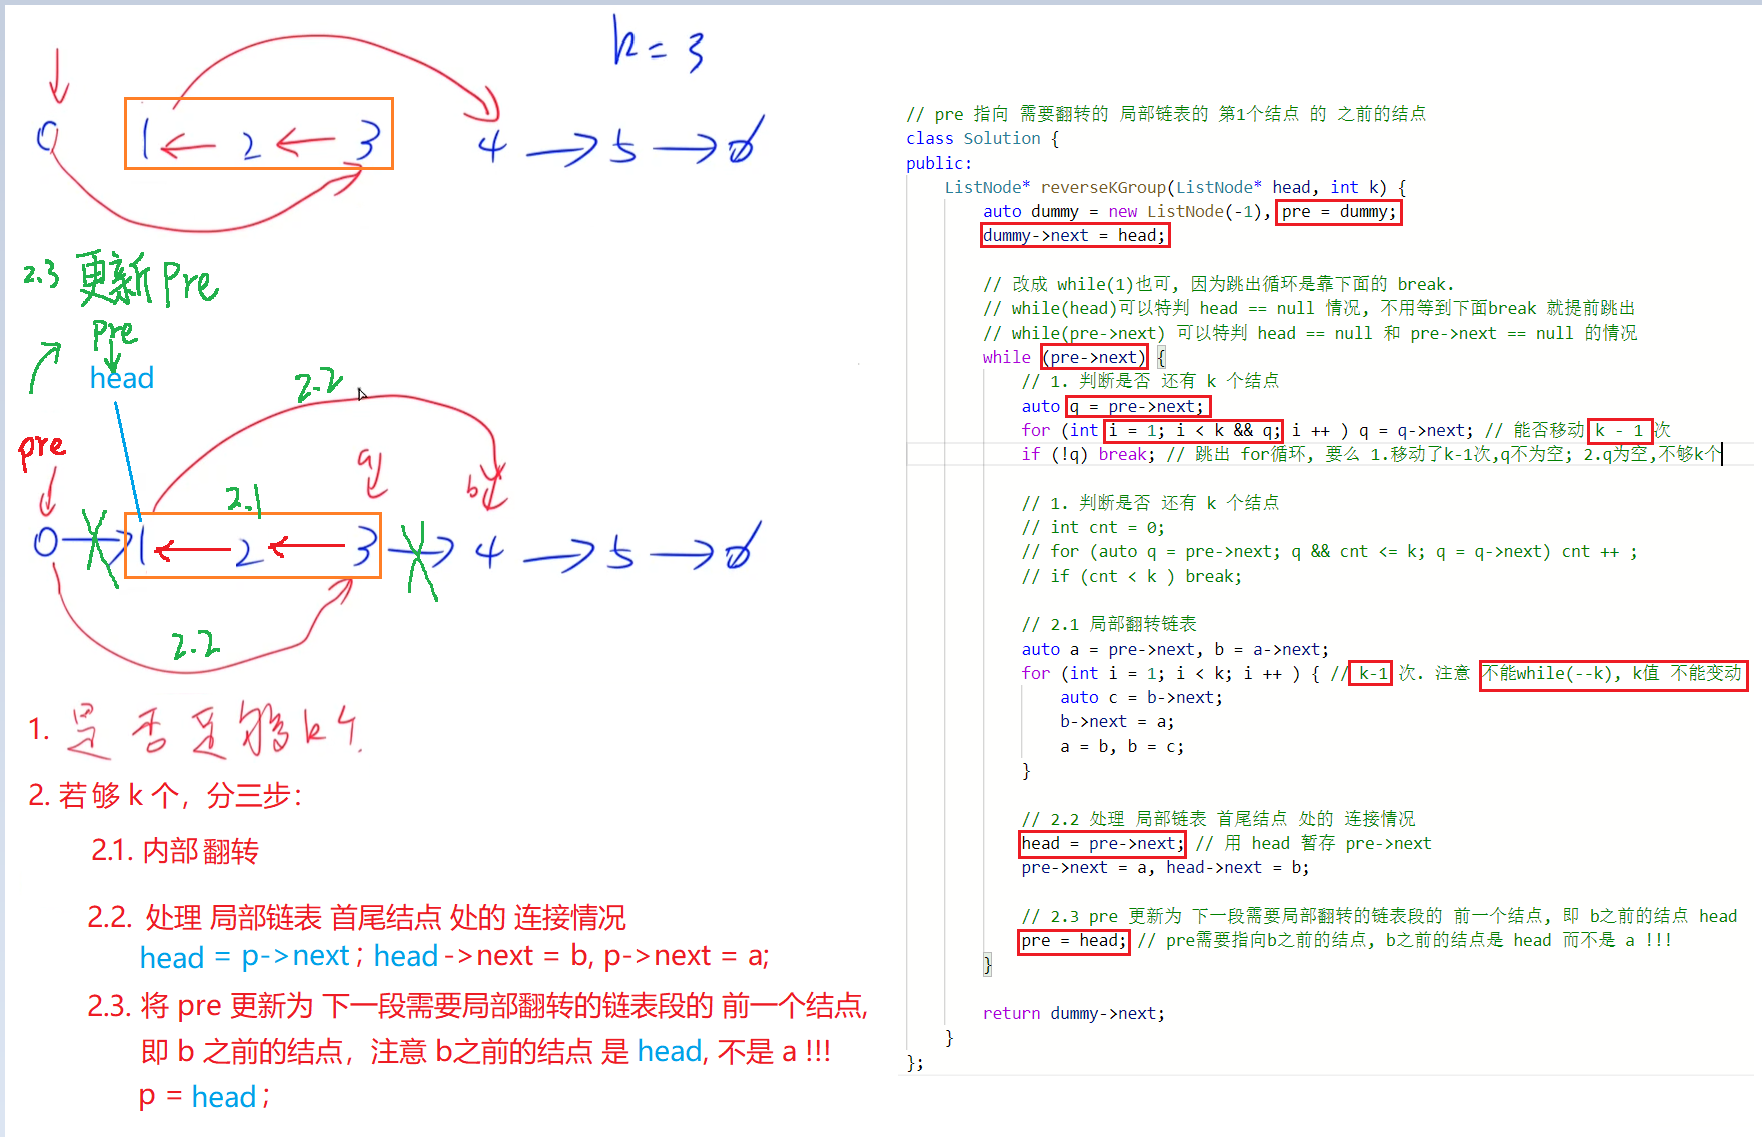 k = 3
0 1 ← 2 ← 3 4 → 5 → ∅
2.3 更新 pre
pre
head
2.2
pre
a
b
2.1
0 → 1 ← 2 ← 3 → 4 → 5 → ∅
2.2
1. 是否足够k个.
2. 若够 k 个，分三步：
2.1. 内部翻转
2.2. 处理 局部链表 首尾结点 处的 连接情况
head = p->next ; head ->next = b, p->next = a;
2.3. 将 pre 更新为 下一段需要局部翻转的链表段的 前一个结点,
即 b 之前的结点，注意 b之前的结点 是 head, 不是 a !!!
p = head ;
// pre 指向 需要翻转的 局部链表的 第1个结点 的 之前的结点
class Solution {
public:
ListNode* reverseKGroup(ListNode* head, int k) {
auto dummy = new ListNode(-1), pre = dummy;
dummy->next = head;
// 改成 while(1)也可, 因为跳出循环是靠下面的 break.
// while(head)可以特判 head == null 情况, 不用等到下面break 就提前跳出
// while(pre->next) 可以特判 head == null 和 pre->next == null 的情况
while (pre->next) {
// 1. 判断是否 还有 k 个结点
auto q = pre->next;
for (int i = 1; i < k && q; i ++ ) q = q->next; // 能否移动 k - 1 次
if (!q) break; // 跳出 for循环, 要么 1.移动了k-1次,q不为空; 2.q为空,不够k个
// 1. 判断是否 还有 k 个结点
// int cnt = 0;
// for (auto q = pre->next; q && cnt <= k; q = q->next) cnt ++ ;
// if (cnt < k ) break;
// 2.1 局部翻转链表
auto a = pre->next, b = a->next;
for (int i = 1; i < k; i ++ ) { // k-1 次. 注意 不能while(--k), k值 不能变动
auto c = b->next;
b->next = a;
a = b, b = c;
}
// 2.2 处理 局部链表 首尾结点 处的 连接情况
head = pre->next; // 用 head 暂存 pre->next
pre->next = a, head->next = b;
// 2.3 pre 更新为 下一段需要局部翻转的链表段的 前一个结点, 即 b之前的结点 head
pre = head; // pre需要指向b之前的结点, b之前的结点是 head 而不是 a !!!
}
return dummy->next;
}
};